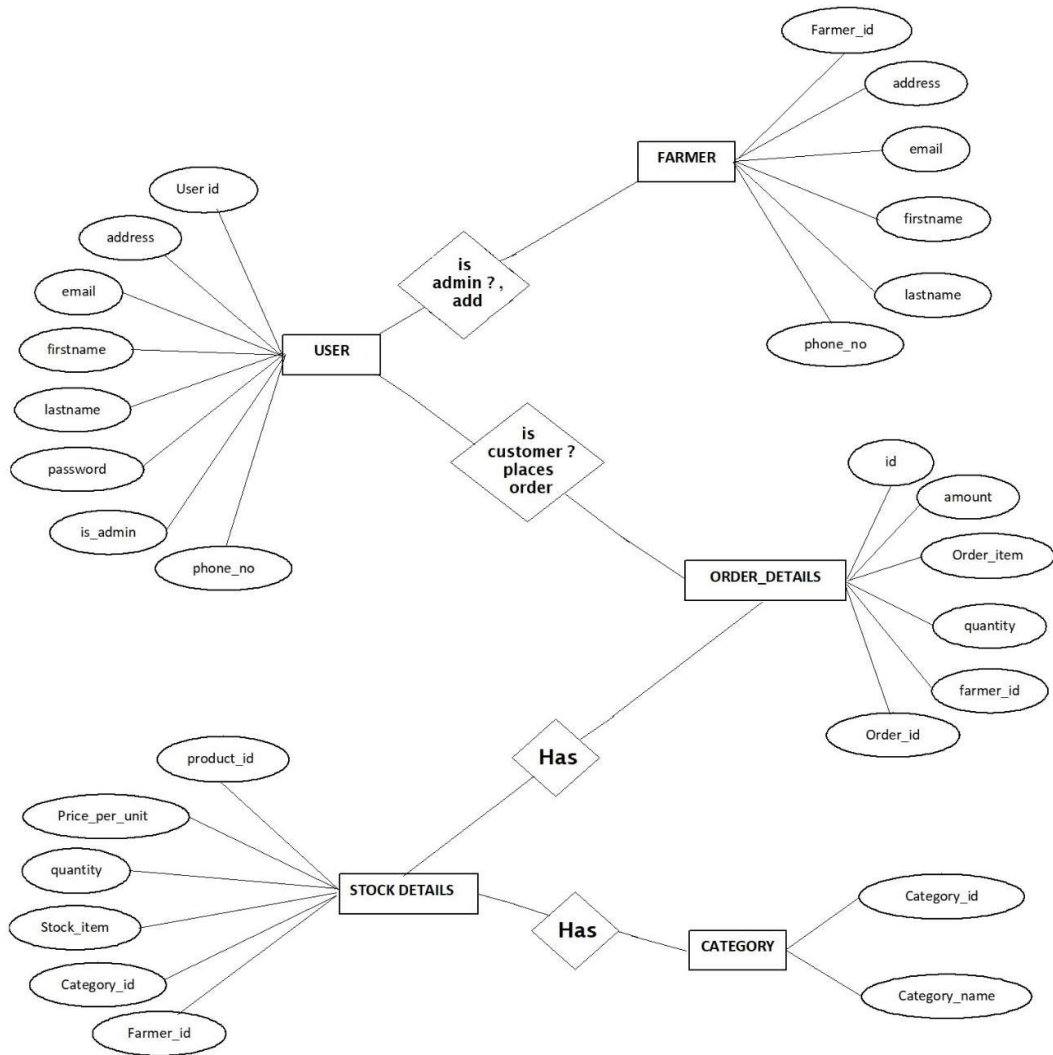 Farmer_id
address
email
firstname
lastname
phone_no
FARMER
User id
address
email
firstname
lastname
password
is_admin
phone_no
USER
is
admin ? ,
add
is
customer ?
places
order
id
amount
Order_item
quantity
farmer_id
Order_id
ORDER_DETAILS
Has
product_id
Price_per_unit
quantity
Stock_item
Category_id
Farmer_id
STOCK DETAILS
Has
CATEGORY
Category_id
Category_name